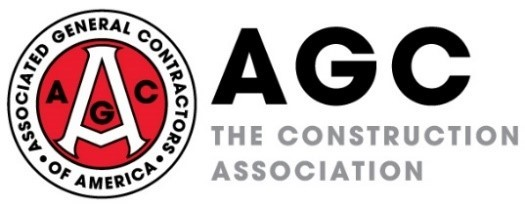 ASSOCIATED GENERAL CONTRACTORS
• OF AMERICA •
A G C
AGC
THE CONSTRUCTION
ASSOCIATION